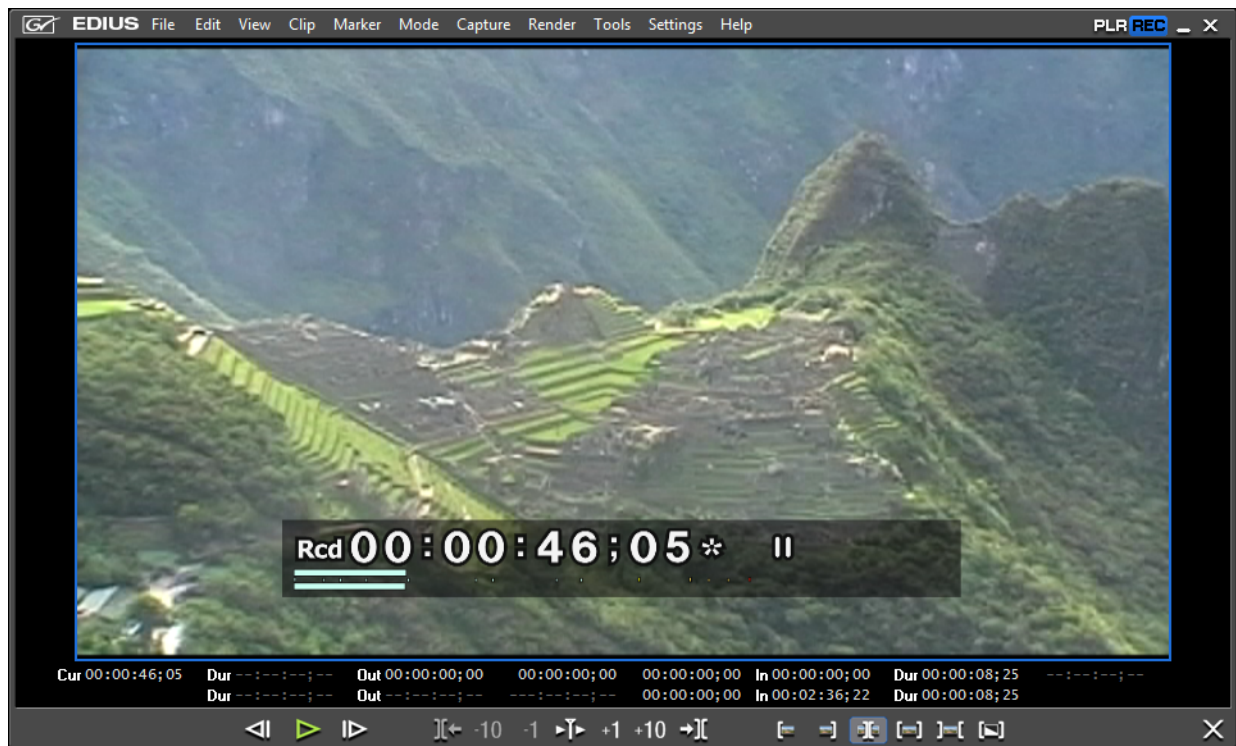 GV EDIUS File Edit View Clip Marker Mode Capture Render Tools Settings Help PLR REC
Rcd 00:00:46;05* II
Cur 00:00:46;05 Dur --:--:--;-- Out 00:00:00;00 00:00:00;00 00:00:00;00 In 00:00:00;00 Dur 00:00:08;25 --:--:--;--
Dur --:--:--;-- Out --:--:--;-- ---:--:--;-- 00:00:00;00 In 00:02:36;22 Dur 00:00:08;25
-10 -1 +1 +10